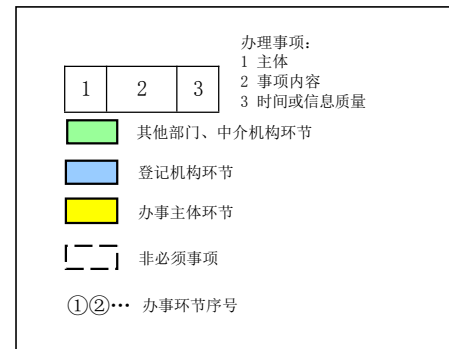 办理事项:
1 主体
2 事项内容
3 时间或信息质量
1 2 3
其他部门、中介机构环节
登记机构环节
办事主体环节
非必须事项
①②… 办事环节序号